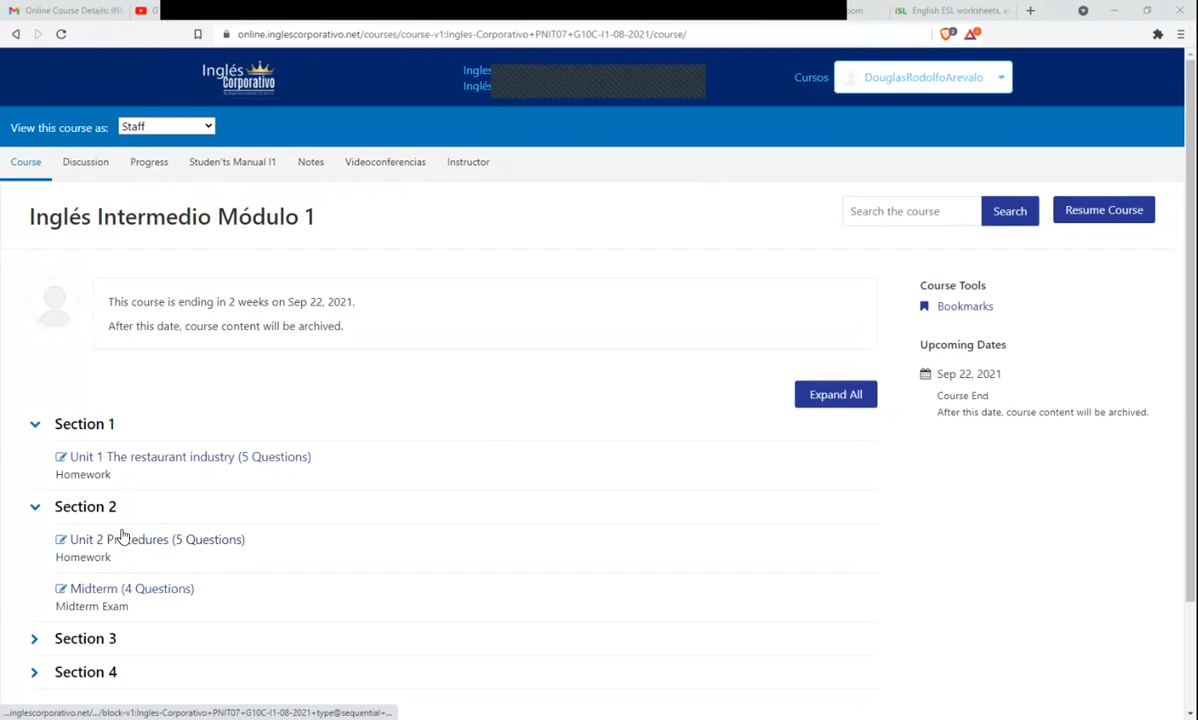 Online Course Details: IN
G
oom
English ESL worksheets, a
online.inglescorporativo.net/courses/course-v1:Ingles-Corporativo+PNIT07+G10C-I1-08-2021/course/
Inglés
Corporativo
Ingles
Inglés
Cursos
DouglasRodolfoArevalo
View this course as:
Staff
Course
Discussion
Progress
Studen'ts Manual I1
Notes
Videoconferencias
Instructor
Inglés Intermedio Módulo 1
Search the course
Search
Resume Course
This course is ending in 2 weeks on Sep 22, 2021.
After this date, course content will be archived.
Course Tools
Bookmarks
Upcoming Dates
Sep 22, 2021
Course End
After this date, course content will be archived.
Expand All
Section 1
Unit 1 The restaurant industry (5 Questions)
Homework
Section 2
Unit 2 Procedures (5 Questions)
Homework
Midterm (4 Questions)
Midterm Exam
Section 3
Section 4
...inglescorporativo.net/.../block-v1:Ingles-Corporativo+PNIT07+G10C-I1-08-2021+type@sequential+...